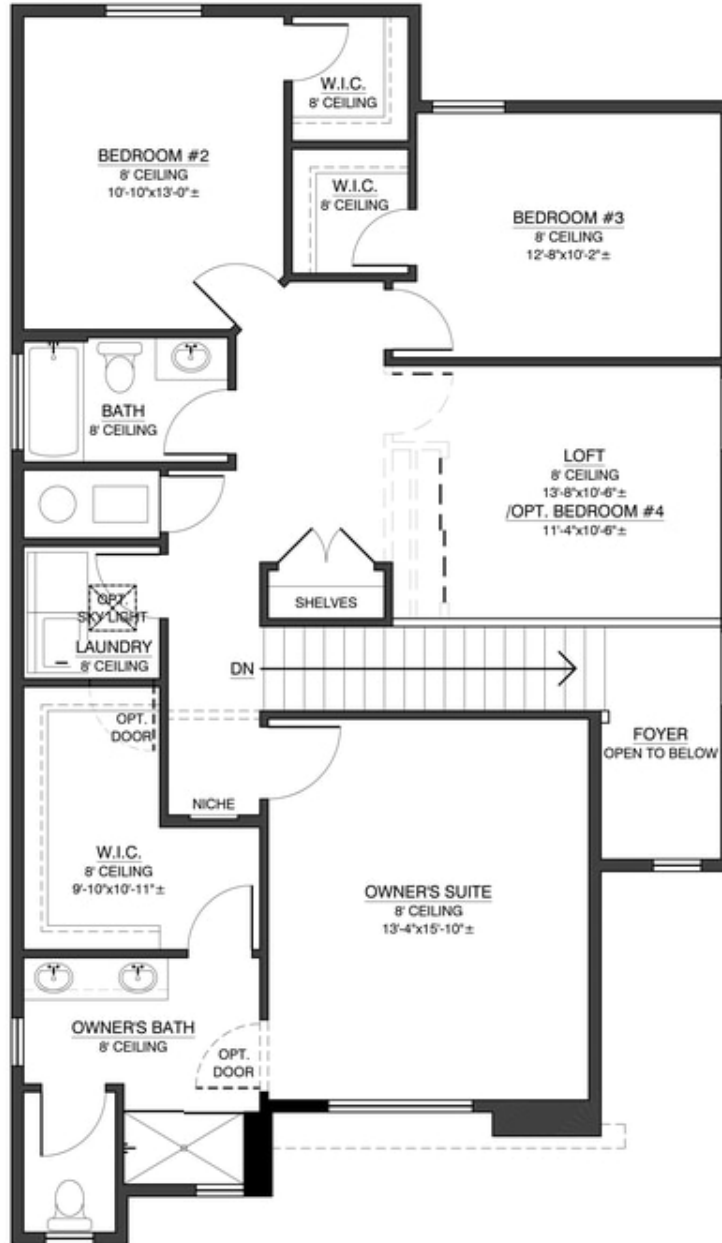 W.I.C.
8' CEILING
BEDROOM #2
8' CEILING
10'-10"x13'-0"±
W.I.C.
8' CEILING
BEDROOM #3
8' CEILING
12'-8"x10'-2"±
BATH
8' CEILING
LOFT
8' CEILING
13'-8"x10'-6"±
/OPT. BEDROOM #4
11'-4"x10'-6"±
SHELVES
OPT.
SKY LIGHT
LAUNDRY
8' CEILING
DN
OPT.
DOOR
FOYER
OPEN TO BELOW
NICHE
W.I.C.
8' CEILING
9'-10"x10'-11"±
OWNER'S SUITE
8' CEILING
13'-4"x15'-10"±
OWNER'S BATH
8' CEILING
OPT.
DOOR